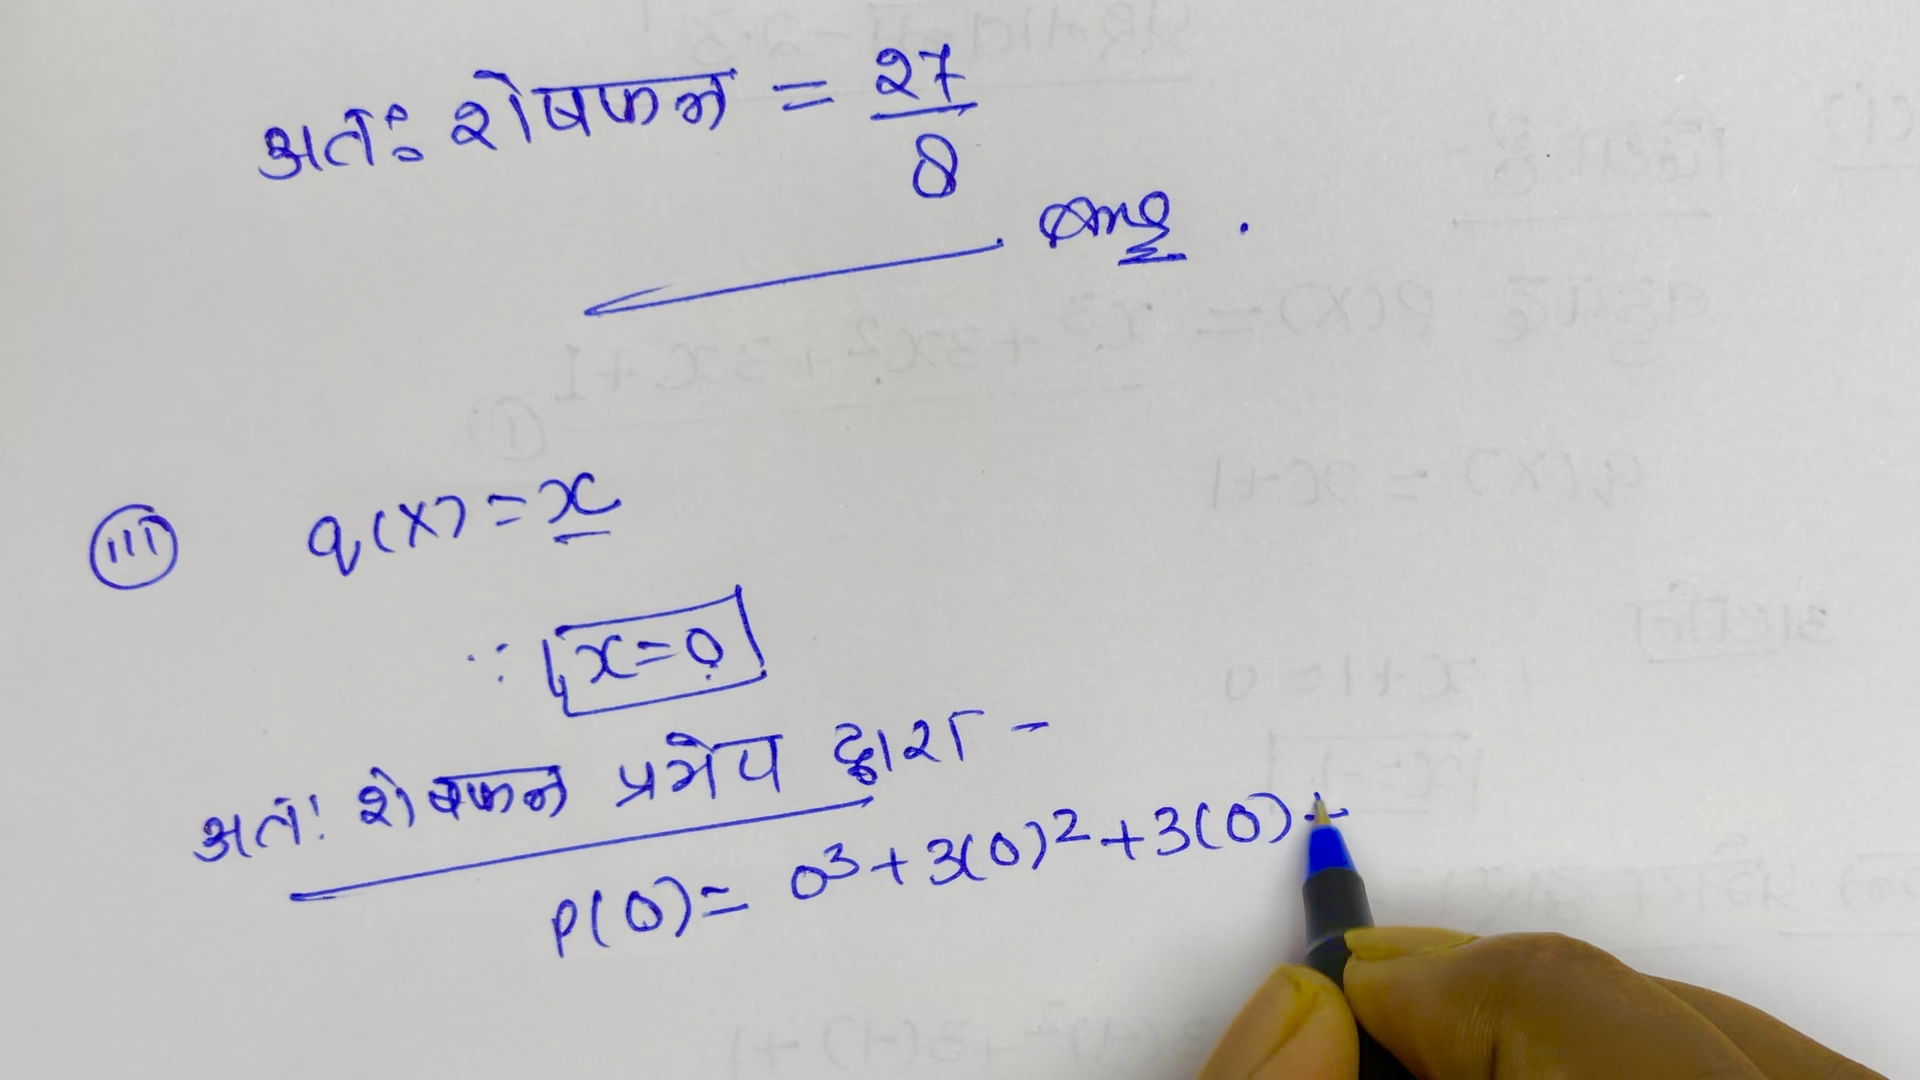 अतः शेषफल = 27/8
Ans .
(iii) q(x) = x
∵ x=0
अतः शेषफल प्रमेय द्वारा -
P(0) = 0³+3(0)²+3(0)+